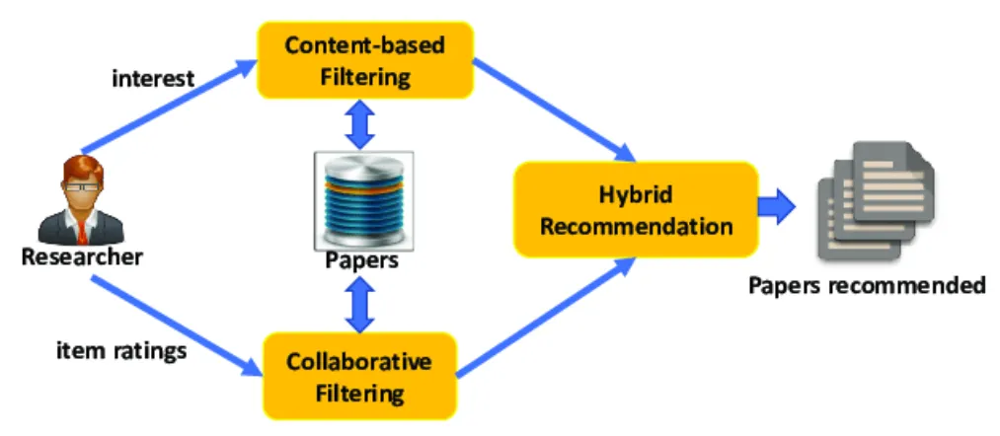 Content-based
Filtering
interest
Researcher
Papers
Hybrid
Recommendation
Papers recommended
item ratings
Collaborative
Filtering